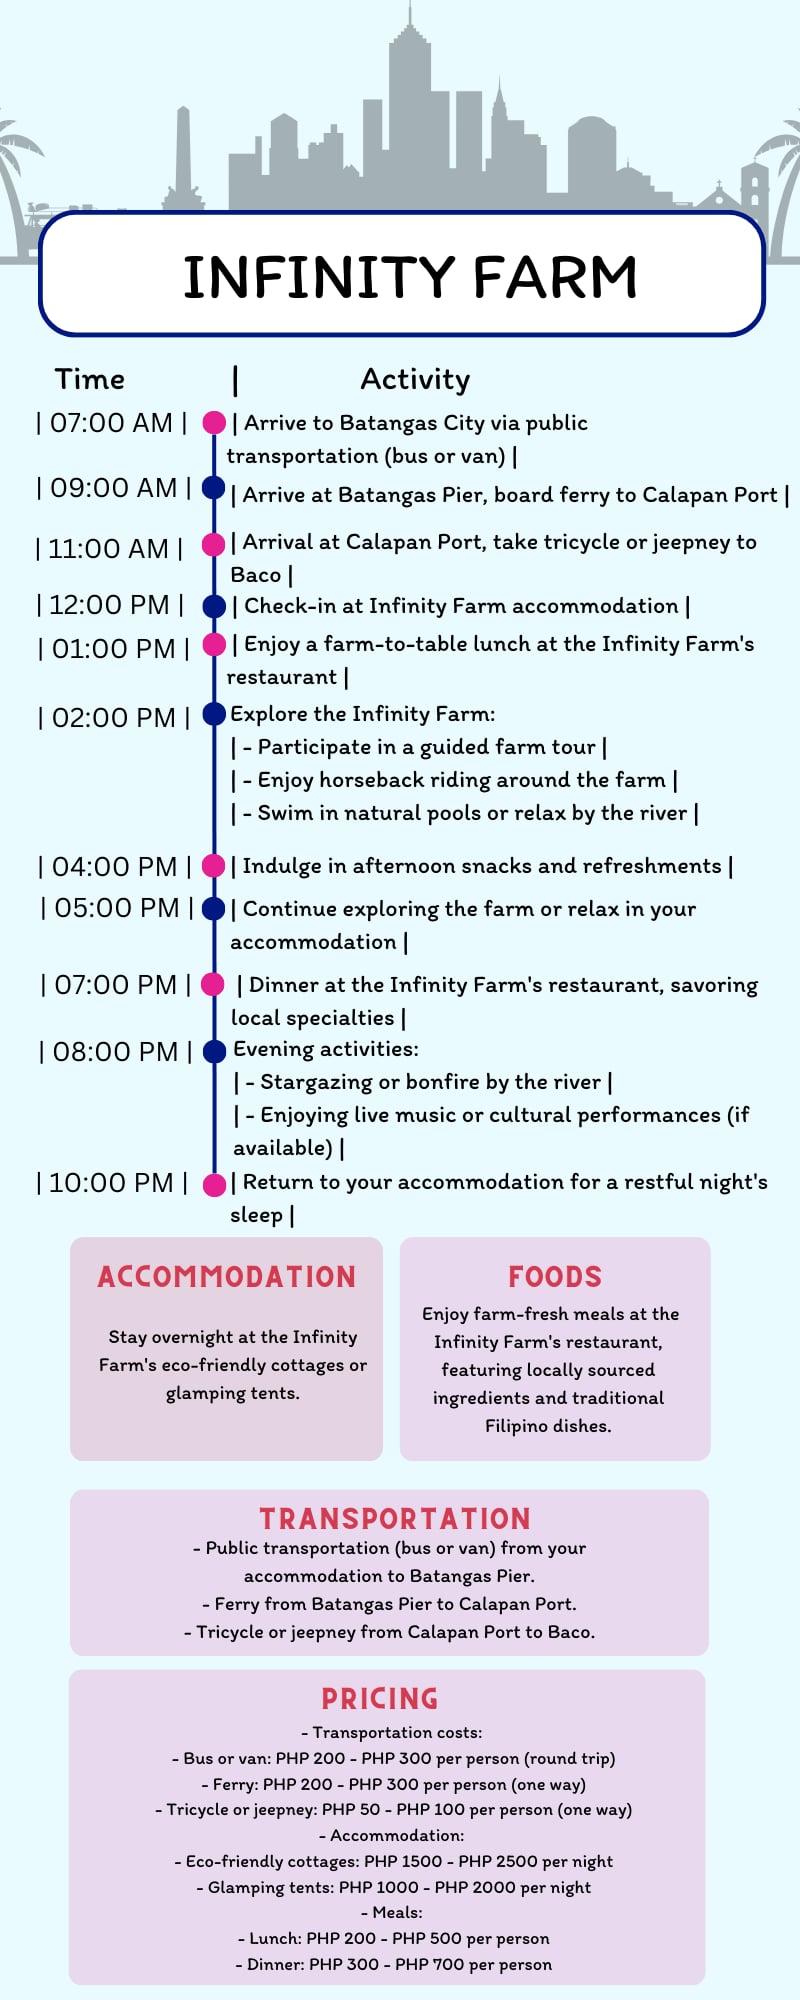 INFINITY FARM
Time | Activity
| 07:00 AM | | Arrive to Batangas City via public
transportation (bus or van) |
| 09:00 AM | | Arrive at Batangas Pier, board ferry to Calapan Port |
| 11:00 AM | | Arrival at Calapan Port, take tricycle or jeepney to
Baco |
| 12:00 PM | | Check-in at Infinity Farm accommodation |
| 01:00 PM | | Enjoy a farm-to-table lunch at the Infinity Farm's
restaurant |
| 02:00 PM | Explore the Infinity Farm:
| - Participate in a guided farm tour |
| - Enjoy horseback riding around the farm |
| - Swim in natural pools or relax by the river |
| 04:00 PM | | Indulge in afternoon snacks and refreshments |
| 05:00 PM | | Continue exploring the farm or relax in your
accommodation |
| 07:00 PM | | Dinner at the Infinity Farm's restaurant, savoring
local specialties |
| 08:00 PM | Evening activities:
| - Stargazing or bonfire by the river |
| - Enjoying live music or cultural performances (if
available) |
| 10:00 PM | | Return to your accommodation for a restful night's
sleep |
ACCOMMODATION
Stay overnight at the Infinity
Farm's eco-friendly cottages or
glamping tents.
FOODS
Enjoy farm-fresh meals at the
Infinity Farm's restaurant,
featuring locally sourced
ingredients and traditional
Filipino dishes.
TRANSPORTATION
- Public transportation (bus or van) from your
accommodation to Batangas Pier.
- Ferry from Batangas Pier to Calapan Port.
- Tricycle or jeepney from Calapan Port to Baco.
PRICING
- Transportation costs:
- Bus or van: PHP 200 - PHP 300 per person (round trip)
- Ferry: PHP 200 - PHP 300 per person (one way)
- Tricycle or jeepney: PHP 50 - PHP 100 per person (one way)
- Accommodation:
- Eco-friendly cottages: PHP 1500 - PHP 2500 per night
- Glamping tents: PHP 1000 - PHP 2000 per night
- Meals:
- Lunch: PHP 200 - PHP 500 per person
- Dinner: PHP 300 - PHP 700 per person